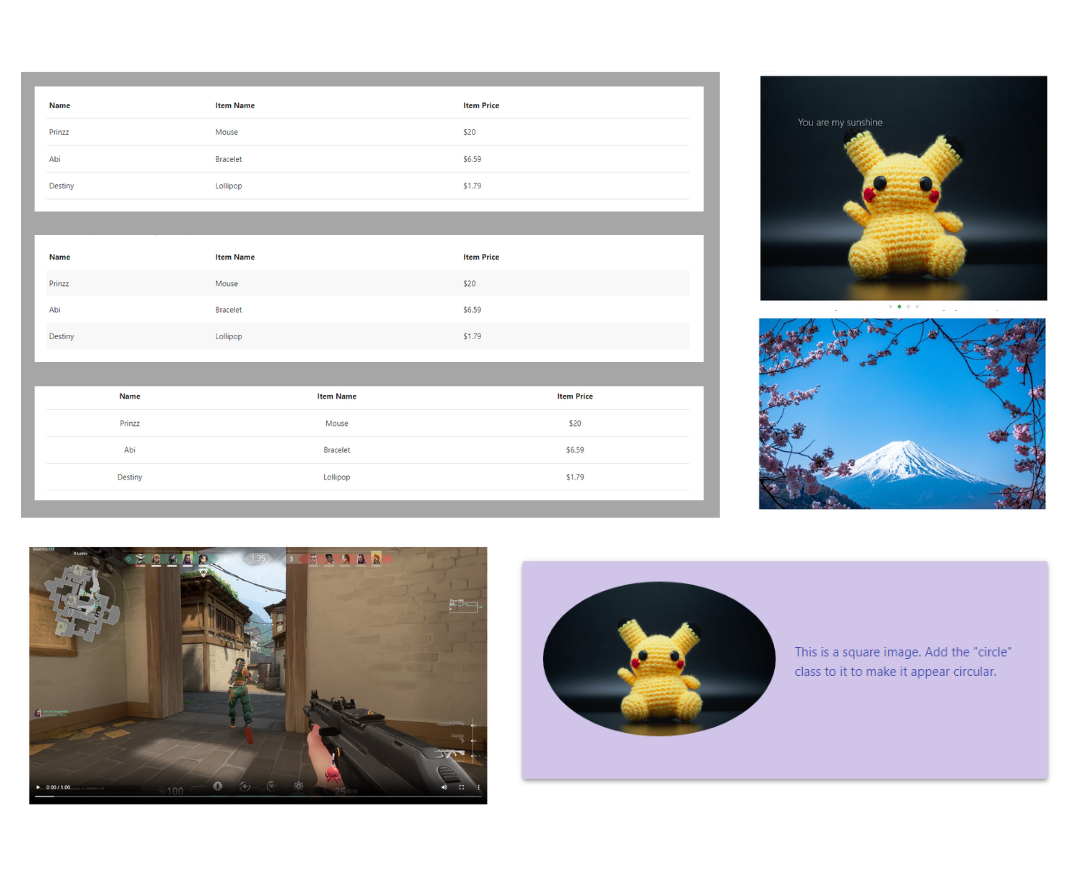 Name Item Name Item Price
Prinzz Mouse $20
Abi Bracelet $6.59
Destiny Lollipop $1.79
Name Item Name Item Price
Prinzz Mouse $20
Abi Bracelet $6.59
Destiny Lollipop $1.79
Name Item Name Item Price
Prinzz Mouse $20
Abi Bracelet $6.59
Destiny Lollipop $1.79
You are my sunshine
1:35
3
100
25
0:00 / 1:00
This is a square image. Add the "circle"
class to it to make it appear circular.